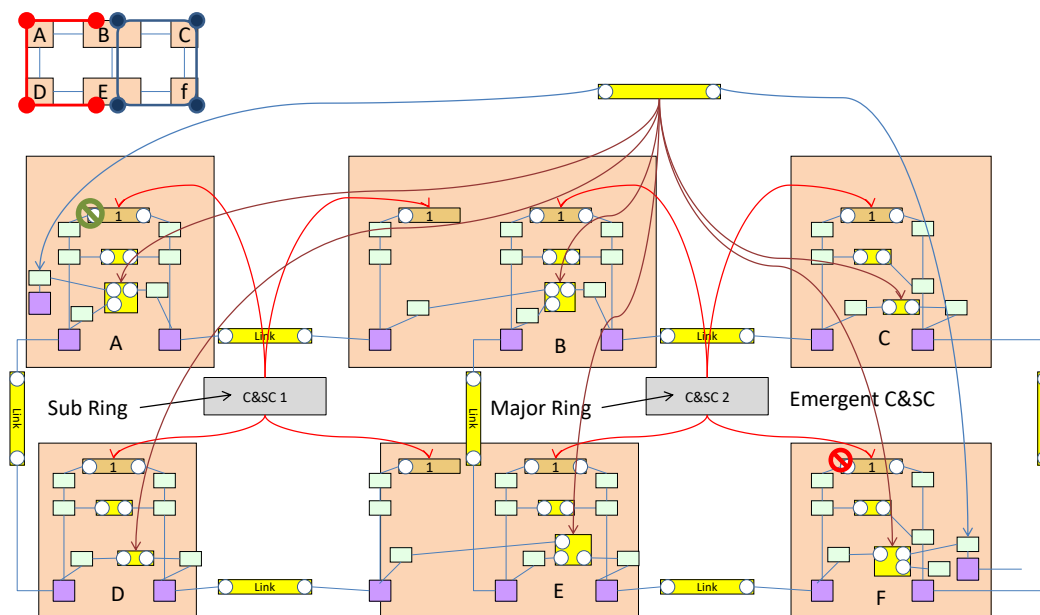 A B C
D E f
1 1 1 1
Link Link
A B C
C&SC 1 C&SC 2
Sub Ring Major Ring Emergent C&SC
Link Link
1 1 1 1
Link Link
D E F